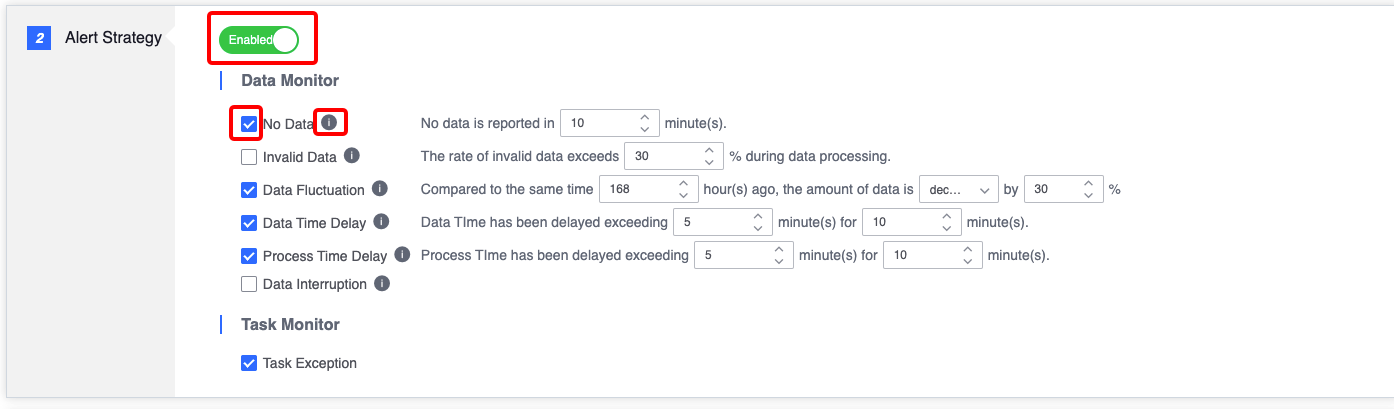 2 Alert Strategy
Enabled
Data Monitor
No Data i No data is reported in 10 minute(s).
Invalid Data i The rate of invalid data exceeds 30 % during data processing.
Data Fluctuation i Compared to the same time 168 hour(s) ago, the amount of data is dec... by 30 %
Data Time Delay i Data TIme has been delayed exceeding 5 minute(s) for 10 minute(s).
Process Time Delay i Process TIme has been delayed exceeding 5 minute(s) for 10 minute(s).
Data Interruption i
Task Monitor
Task Exception